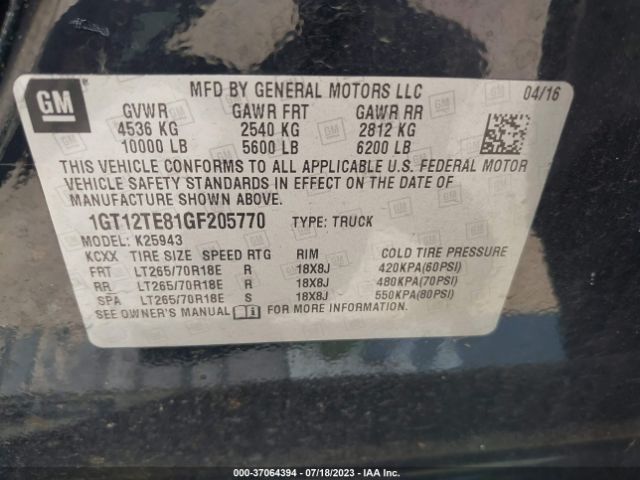 GM
MFD BY GENERAL MOTORS LLC 04/16
GVWR GAWR FRT GAWR RR
4536 KG 2540 KG 2812 KG
10000 LB 5600 LB 6200 LB
THIS VEHICLE CONFORMS TO ALL APPLICABLE U.S. FEDERAL MOTOR
VEHICLE SAFETY STANDARDS IN EFFECT ON THE DATE OF
MANUFACTURE SHOWN ABOVE.
1GT12TE81GF205770 TYPE: TRUCK
MODEL: K25943
KCXX TIRE SIZE SPEED RTG RIM COLD TIRE PRESSURE
FRT LT265/70R18E R 18X8J 420KPA(60PSI)
RR LT265/70R18E R 18X8J 480KPA(70PSI)
SPA LT265/70R18E S 18X8J 550KPA(80PSI)
SEE OWNER'S MANUAL FOR MORE INFORMATION.
000-37064394 - 07/18/2023 - IAA Inc.